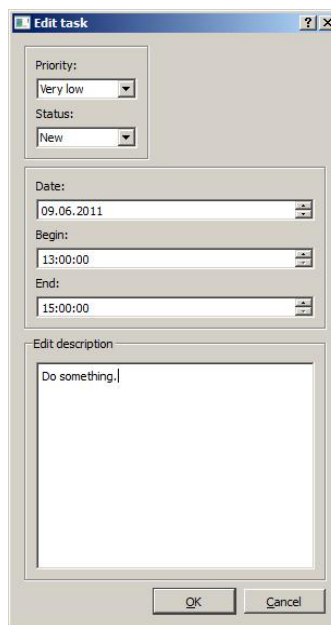 Edit task
Priority:
Very low
Status:
New
Date:
09.06.2011
Begin:
13:00:00
End:
15:00:00
Edit description
Do something.
OK
Cancel